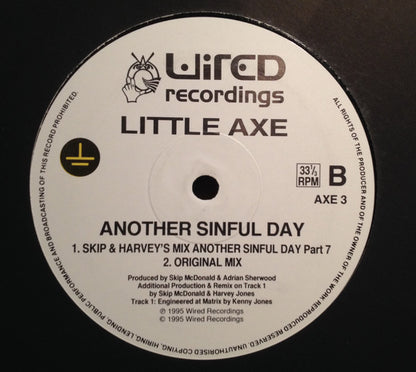 WIRED
recordings
LITTLE AXE
33⅓
RPM
B
AXE 3
ANOTHER SINFUL DAY
1. SKIP & HARVEY'S MIX ANOTHER SINFUL DAY Part 7
2. ORIGINAL MIX
Produced by Skip McDonald & Adrian Sherwood
Additional Production & Remix on Track 1
by Skip McDonald & Harvey Jones
Track 1: Engineered at Matrix by Kenny Jones
℗ 1995 Wired Recordings
© 1995 Wired Recordings
ALL RIGHTS OF THE PRODUCER AND OF THE OWNER OF THE WORK REPRODUCED RESERVED. UNAUTHORISED COPYING, HIRING, LENDING, PUBLIC PERFORMANCE AND BROADCASTING OF THIS RECORD PROHIBITED.